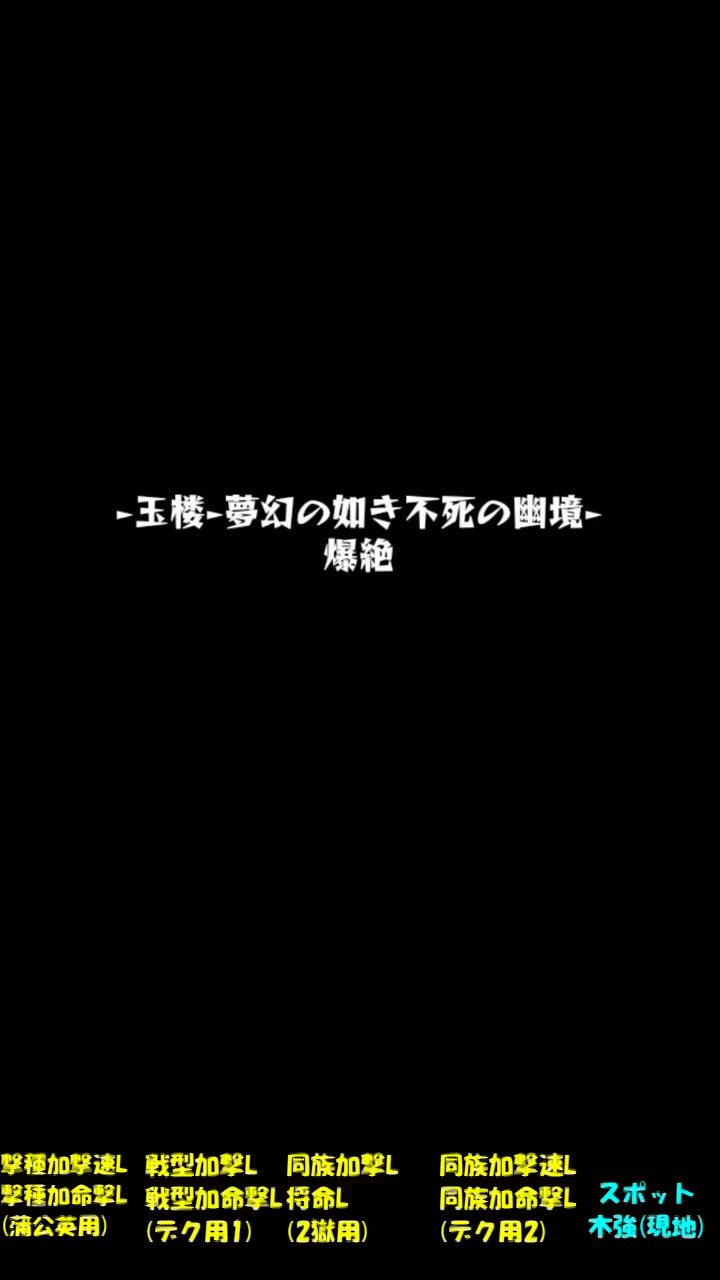 -玉楼-夢幻の如き不死の幽境-
爆絶
撃種加撃速L
撃種加命撃L
(蒲公英用)
戦型加撃L
戦型加命撃L
(デク用1)
同族加撃L
将命L
(2獄用)
同族加撃速L
同族加命撃L
(デク用2)
スポット
木強(現地)